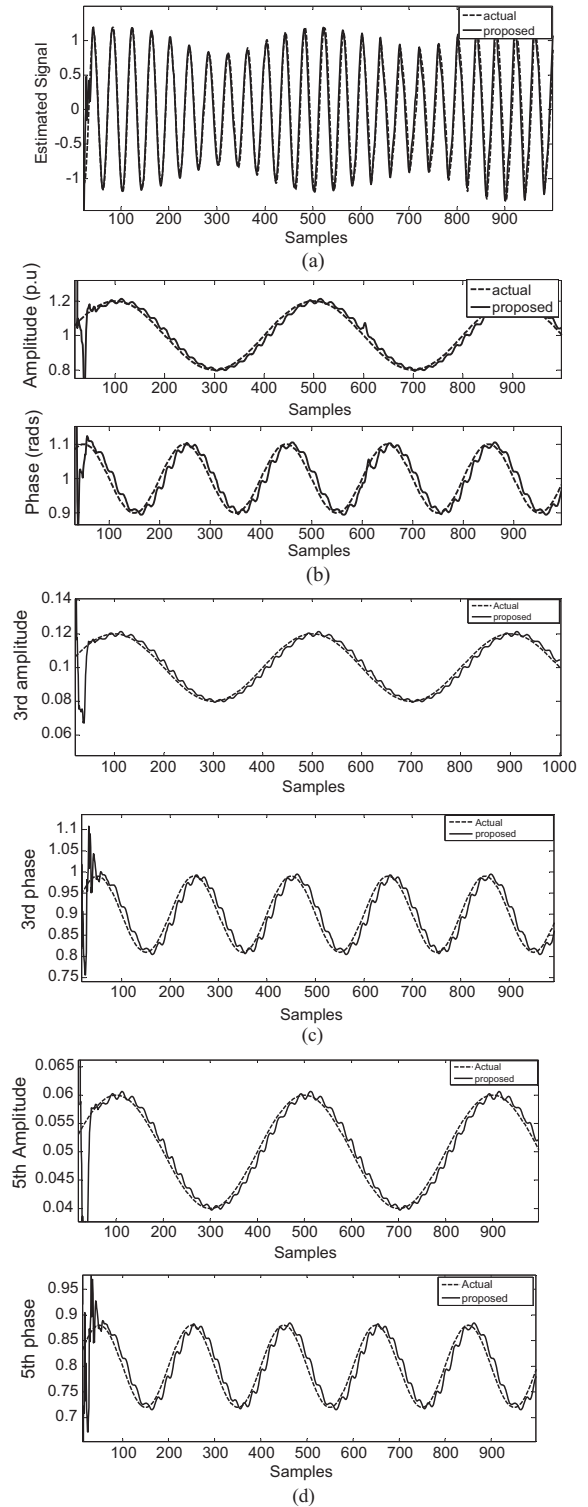 actual
proposed
Estimated Signal
1
0.5
0
-0.5
-1
100 200 300 400 500 600 700 800 900
Samples
(a)
actual
proposed
Amplitude (p.u)
1.2
1
0.8
100 200 300 400 500 600 700 800 900
Samples
Phase (rads)
1.1
1
0.9
100 200 300 400 500 600 700 800 900
Samples
(b)
Actual
proposed
3rd amplitude
0.14
0.12
0.1
0.08
0.06
100 200 300 400 500 600 700 800 900 1000
Samples
Actual
proposed
3rd phase
1.1
1.05
1
0.95
0.9
0.85
0.8
0.75
100 200 300 400 500 600 700 800 900
Samples
(c)
Actual
proposed
5th Amplitude
0.065
0.06
0.055
0.05
0.045
0.04
100 200 300 400 500 600 700 800 900
Samples
Actual
proposed
5th phase
0.95
0.9
0.85
0.8
0.75
0.7
100 200 300 400 500 600 700 800 900
Samples
(d)